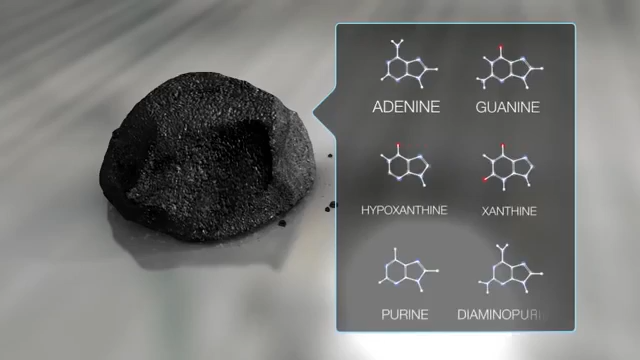 ADENINE GUANINE
HYPOXANTHINE XANTHINE
PURINE DIAMINOPURI